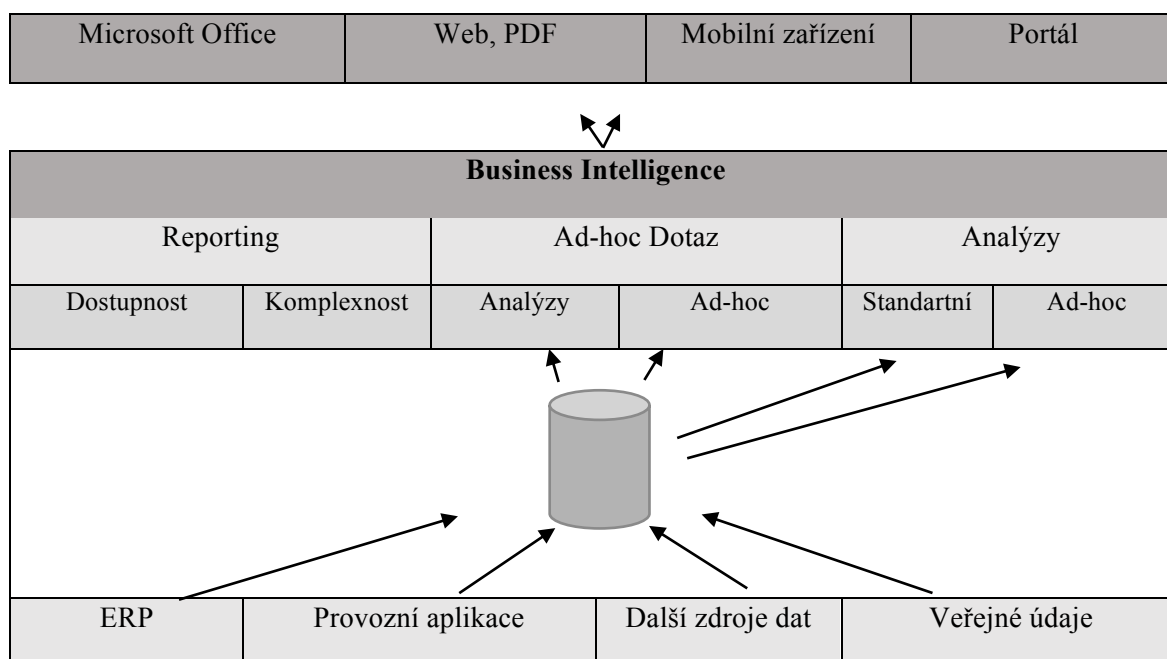 Microsoft Office Web, PDF Mobilní zařízení Portál
Business Intelligence
Reporting Ad-hoc Dotaz Analýzy
Dostupnost Komplexnost Analýzy Ad-hoc Standartní Ad-hoc
ERP Provozní aplikace Další zdroje dat Veřejné údaje